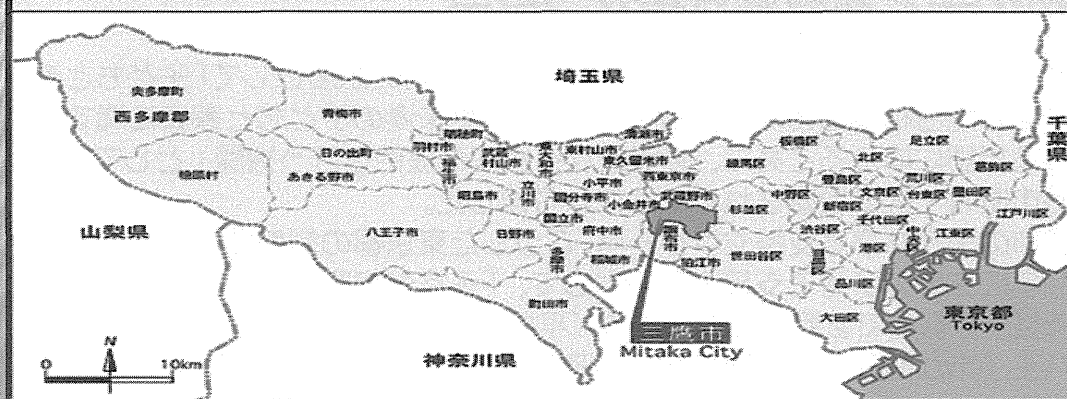 埼玉県
千葉県
奥多摩町
西多摩郡
青梅市
瑞穂町
清瀬市
板橋区
足立区
羽村市
武蔵村山市
東大和市
東村山市
北区
葛飾区
日の出町
福生市
東久留米市
練馬区
檜原村
あきる野市
昭島市
立川市
小平市
西東京市
豊島区
荒川区
国分寺市
小金井市
武蔵野市
中野区
文京区
台東区
墨田区
杉並区
新宿区
江戸川区
山梨県
八王子市
日野市
国立市
府中市
調布市
渋谷区
千代田区
中央区
江東区
多摩市
稲城市
狛江市
世田谷区
目黒区
港区
品川区
町田市
大田区
東京都
Tokyo
三鷹市
Mitaka City
神奈川県
N
0
10km